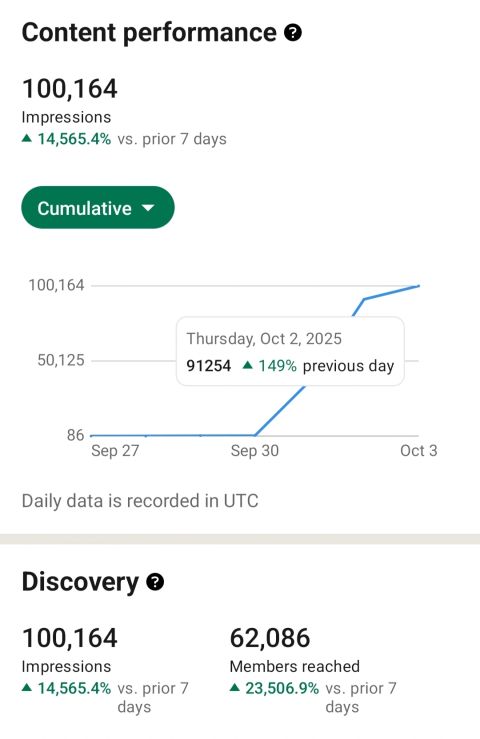 Content performance ?
100,164
Impressions
▲ 14,565.4% vs. prior 7 days
Cumulative ▼
100,164
Thursday, Oct 2, 2025
50,125
91254 ▲ 149% previous day
86
Sep 27 Sep 30 Oct 3
Daily data is recorded in UTC
Discovery ?
100,164 62,086
Impressions Members reached
▲ 14,565.4% vs. prior 7 ▲ 23,506.9% vs. prior 7
days days